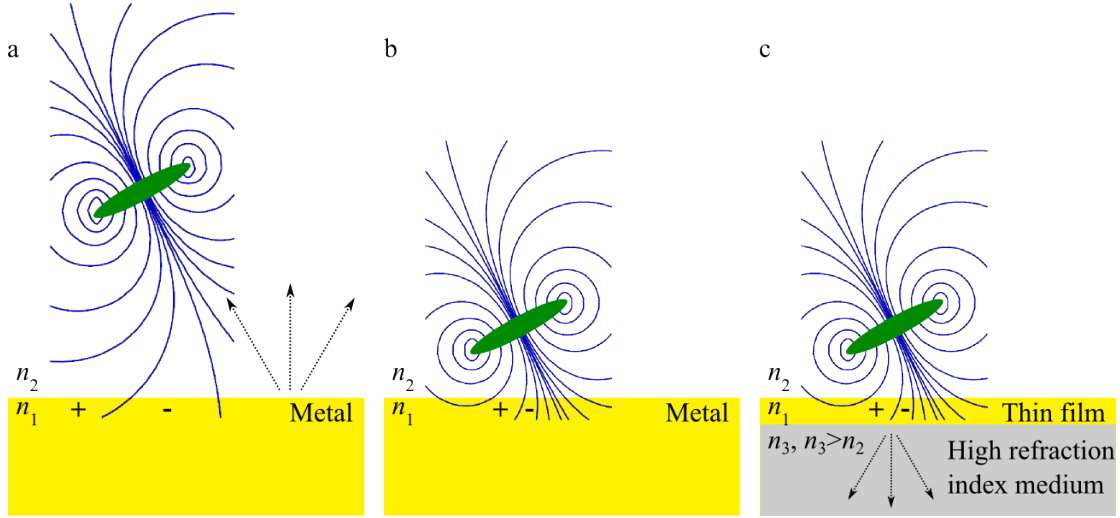 a
n2
n1 + - Metal
b
n2
n1 + - Metal
c
n2
n1 + - Thin film
n3, n3>n2
High refraction
index medium